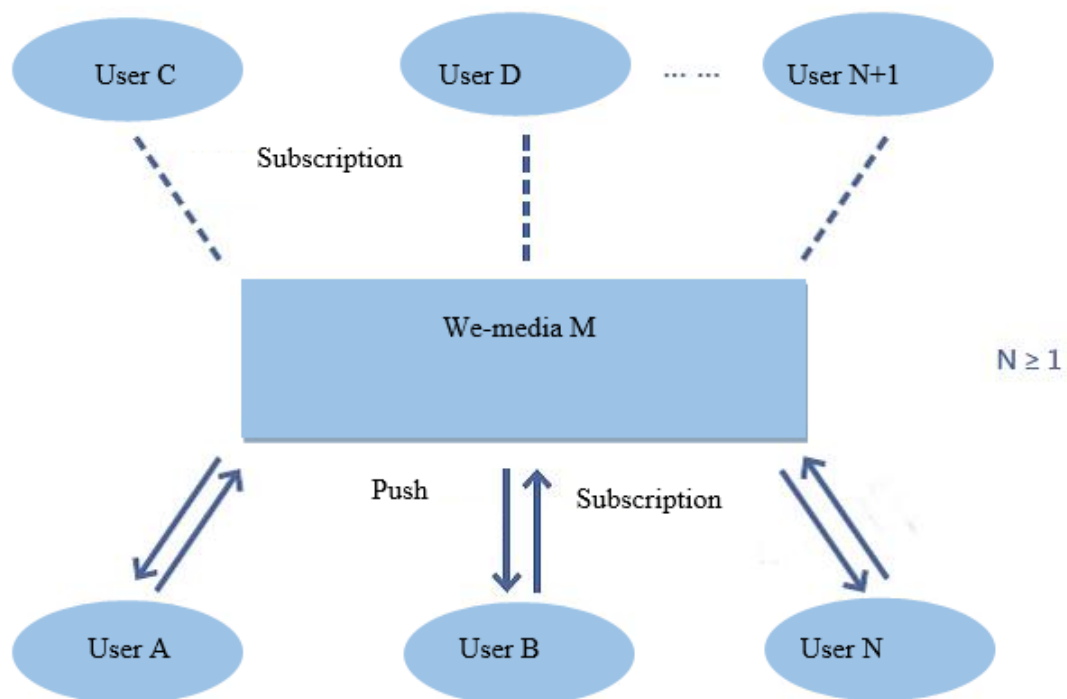 User C
User D
... ...
User N+1
Subscription
We-media M
N ≥ 1
Push
Subscription
User A
User B
User N